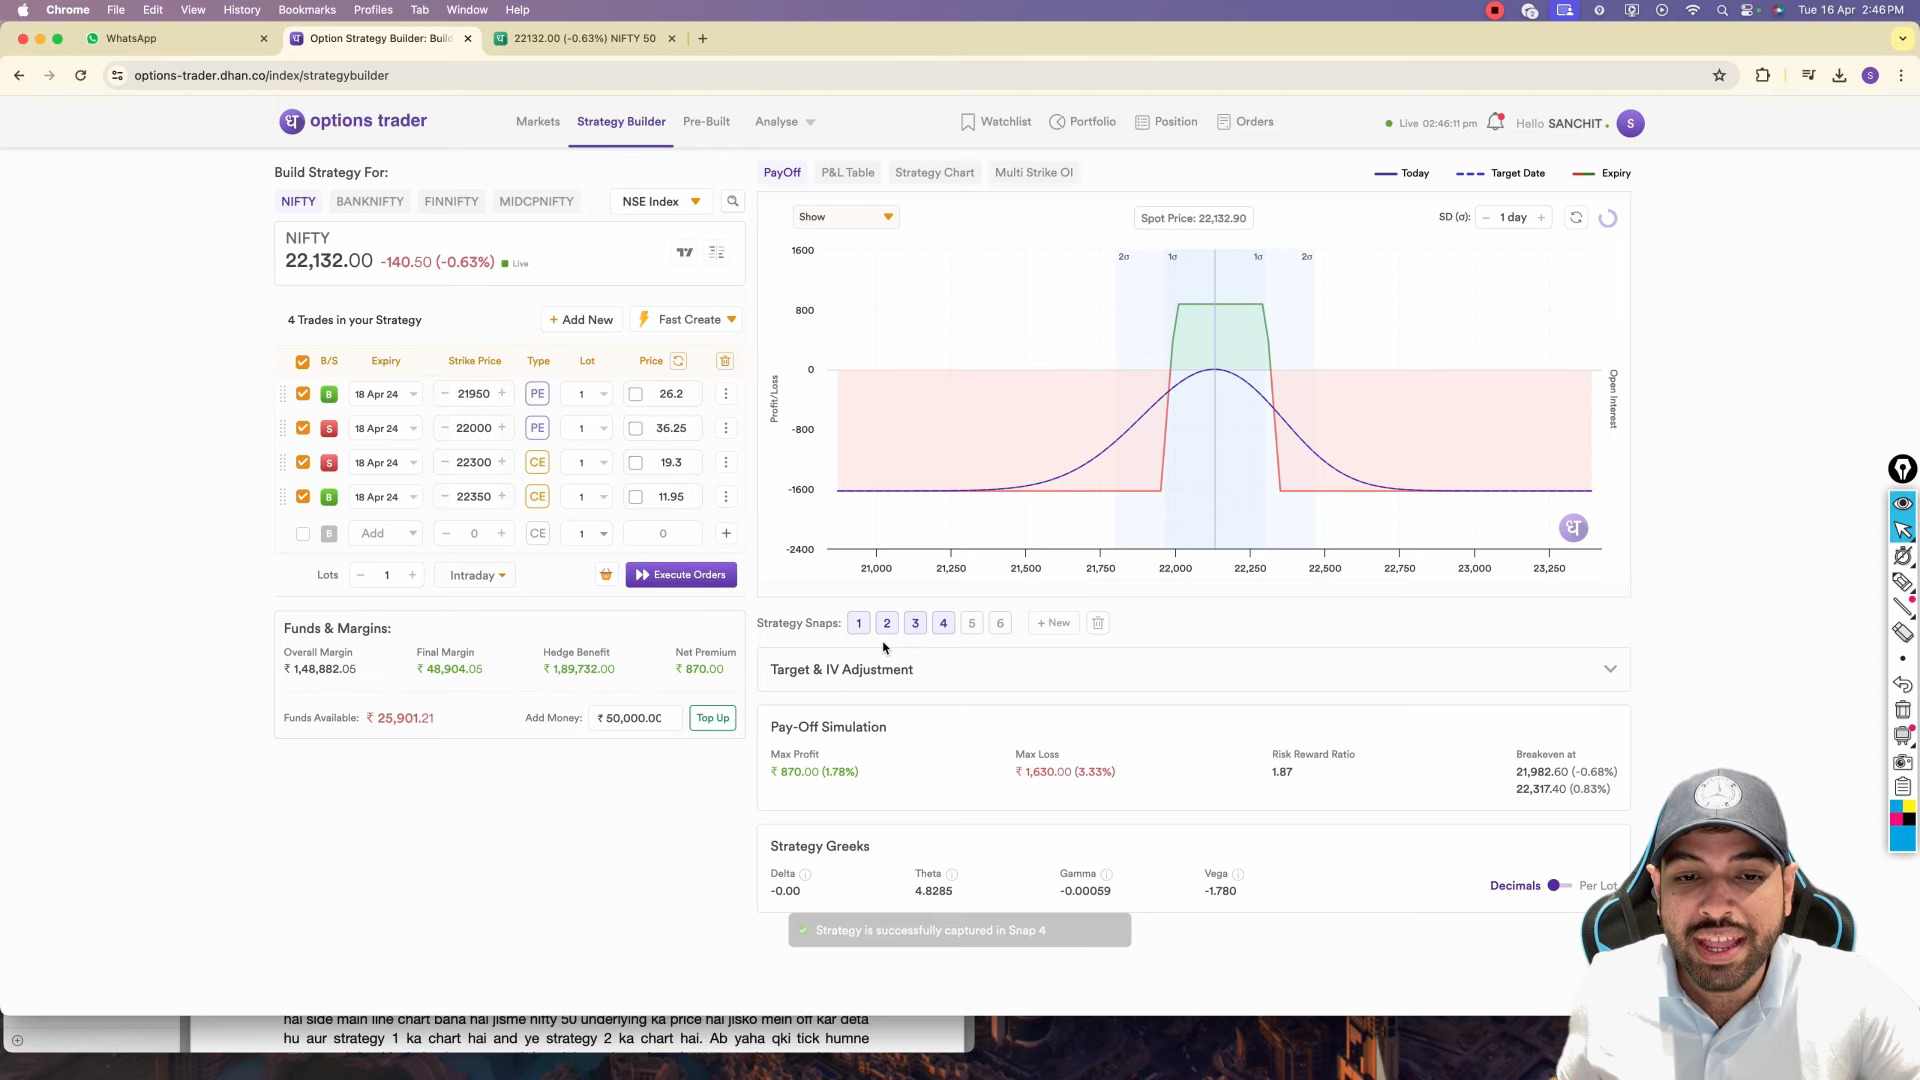 Chrome File Edit View History Bookmarks Profiles Tab Window Help
Tue 16 Apr 2:46 PM
WhatsApp
Option Strategy Builder: Build
22132.00 (-0.63%) NIFTY 50
options-trader.dhan.co/index/strategybuilder
S
options trader
Markets Strategy Builder Pre-Built Analyse
Watchlist Portfolio Position Orders
Live 02:46:11 pm
Hello SANCHIT
S
Build Strategy For:
NIFTY BANKNIFTY FINNIFTY MIDCPNIFTY NSE Index
NIFTY
22,132.00 -140.50 (-0.63%) Live
4 Trades in your Strategy + Add New Fast Create
B/S Expiry Strike Price Type Lot Price
B 18 Apr 24 − 21950 + PE 1 26.2
S 18 Apr 24 − 22000 + PE 1 36.25
S 18 Apr 24 − 22300 + CE 1 19.3
B 18 Apr 24 − 22350 + CE 1 11.95
B Add − 0 + CE 1 0 +
Lots − 1 + Intraday Execute Orders
Funds & Margins:
Overall Margin Final Margin Hedge Benefit Net Premium
₹ 1,48,882.05 ₹ 48,904.05 ₹ 1,89,732.00 ₹ 870.00
Funds Available: ₹ 25,901.21 Add Money: ₹ 50,000.00 Top Up
PayOff P&L Table Strategy Chart Multi Strike OI
Today Target Date Expiry
Show
Spot Price: 22,132.90
SD (σ): − 1 day +
2σ 1σ 1σ 2σ
1600
800
0
-800
-1600
-2400
Profit/Loss
Open Interest
21,000 21,250 21,500 21,750 22,000 22,250 22,500 22,750 23,000 23,250
Strategy Snaps: 1 2 3 4 5 6 + New
Target & IV Adjustment
Pay-Off Simulation
Max Profit Max Loss Risk Reward Ratio Breakeven at
₹ 870.00 (1.78%) ₹ 1,630.00 (3.33%) 1.87 21,982.60 (-0.68%)
22,317.40 (0.83%)
Strategy Greeks
Delta Theta Gamma Vega
-0.00 4.8285 -0.00059 -1.780
Decimals Per Lot
Strategy is successfully captured in Snap 4
hai side main line chart bana hai jisme nifty 50 underlying ka price hai jisko mein off kar deta
hu aur strategy 1 ka chart hai and ye strategy 2 ka chart hai. Ab yaha qki tick humne